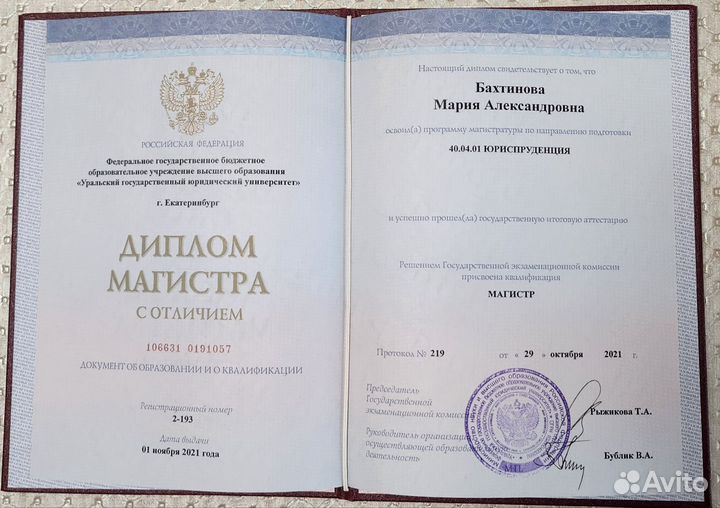 РОССИЙСКАЯ ФЕДЕРАЦИЯ
Федеральное государственное бюджетное
образовательное учреждение высшего образования
«Уральский государственный юридический университет»
г. Екатеринбург
ДИПЛОМ
МАГИСТРА
С ОТЛИЧИЕМ
106631 0191057
ДОКУМЕНТ ОБ ОБРАЗОВАНИИ И О КВАЛИФИКАЦИИ
Регистрационный номер
2-193
Дата выдачи
01 ноября 2021 года
Настоящий диплом свидетельствует о том, что
Бахтинова
Мария Александровна
освоил(а) программу магистратуры по направлению подготовки
40.04.01 ЮРИСПРУДЕНЦИЯ
и успешно прошел(ла) государственную итоговую аттестацию
Решением Государственной экзаменационной комиссии
присвоена квалификация
МАГИСТР
Протокол № 219 от « 29 » октября 2021 г.
Председатель
Государственной
экзаменационной комиссии
Рыжикова Т.А.
Руководитель организации,
осуществляющей образовательную
деятельность
Бублик В.А.
М.П.
Avito